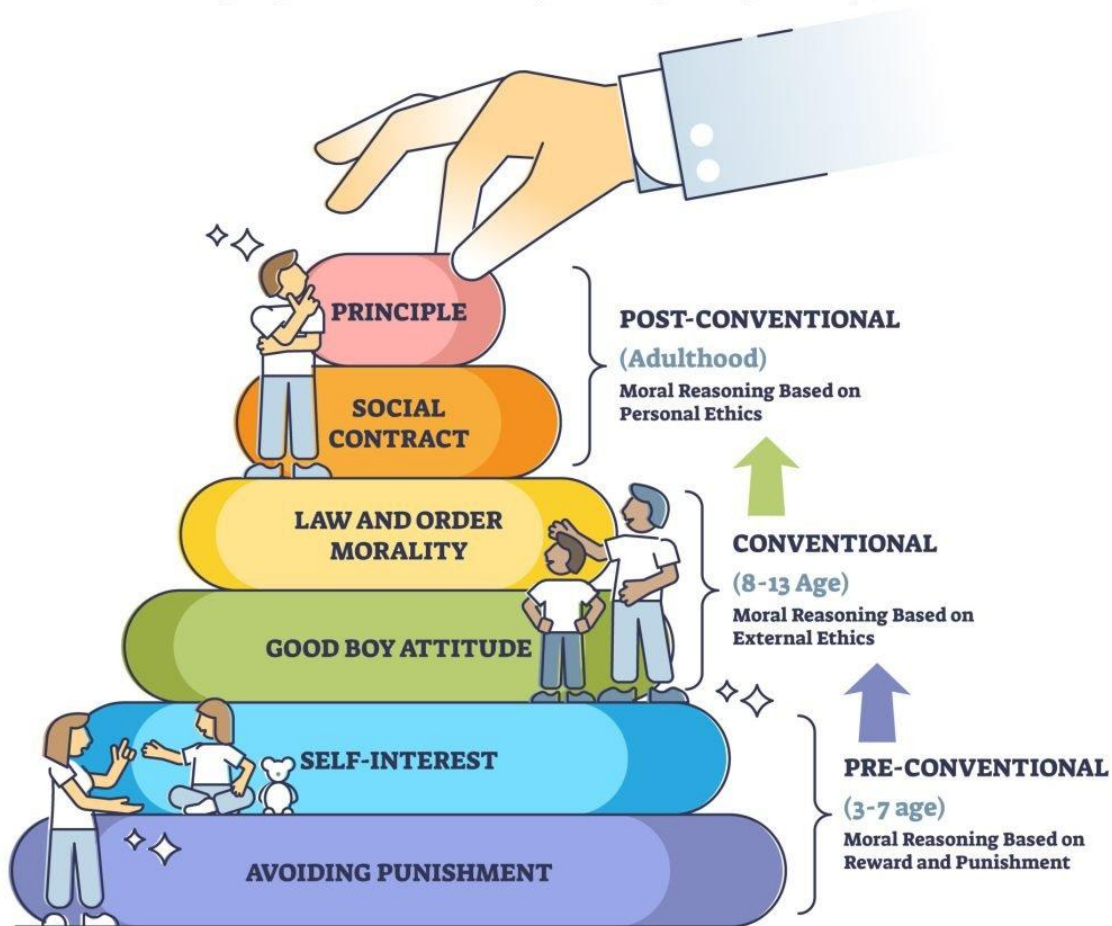 PRINCIPLE
SOCIAL
CONTRACT
LAW AND ORDER
MORALITY
GOOD BOY ATTITUDE
SELF-INTEREST
AVOIDING PUNISHMENT
POST-CONVENTIONAL
(Adulthood)
Moral Reasoning Based on
Personal Ethics
CONVENTIONAL
(8-13 Age)
Moral Reasoning Based on
External Ethics
PRE-CONVENTIONAL
(3-7 age)
Moral Reasoning Based on
Reward and Punishment